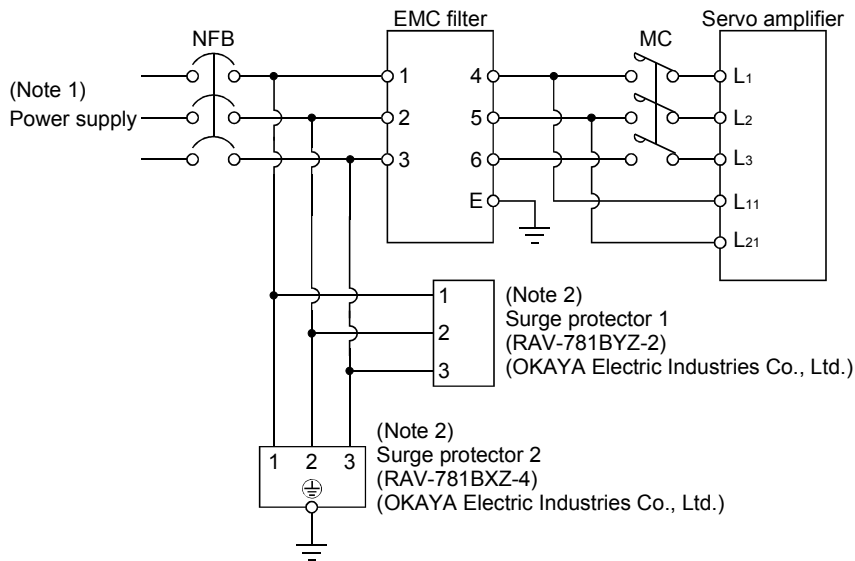 EMC filter
Servo amplifier
NFB
MC
(Note 1)
Power supply
1
4
L1
2
5
L2
3
6
L3
E
L11
L21
1
2
3
(Note 2)
Surge protector 1
(RAV-781BYZ-2)
(OKAYA Electric Industries Co., Ltd.)
1 2 3
(Note 2)
Surge protector 2
(RAV-781BXZ-4)
(OKAYA Electric Industries Co., Ltd.)